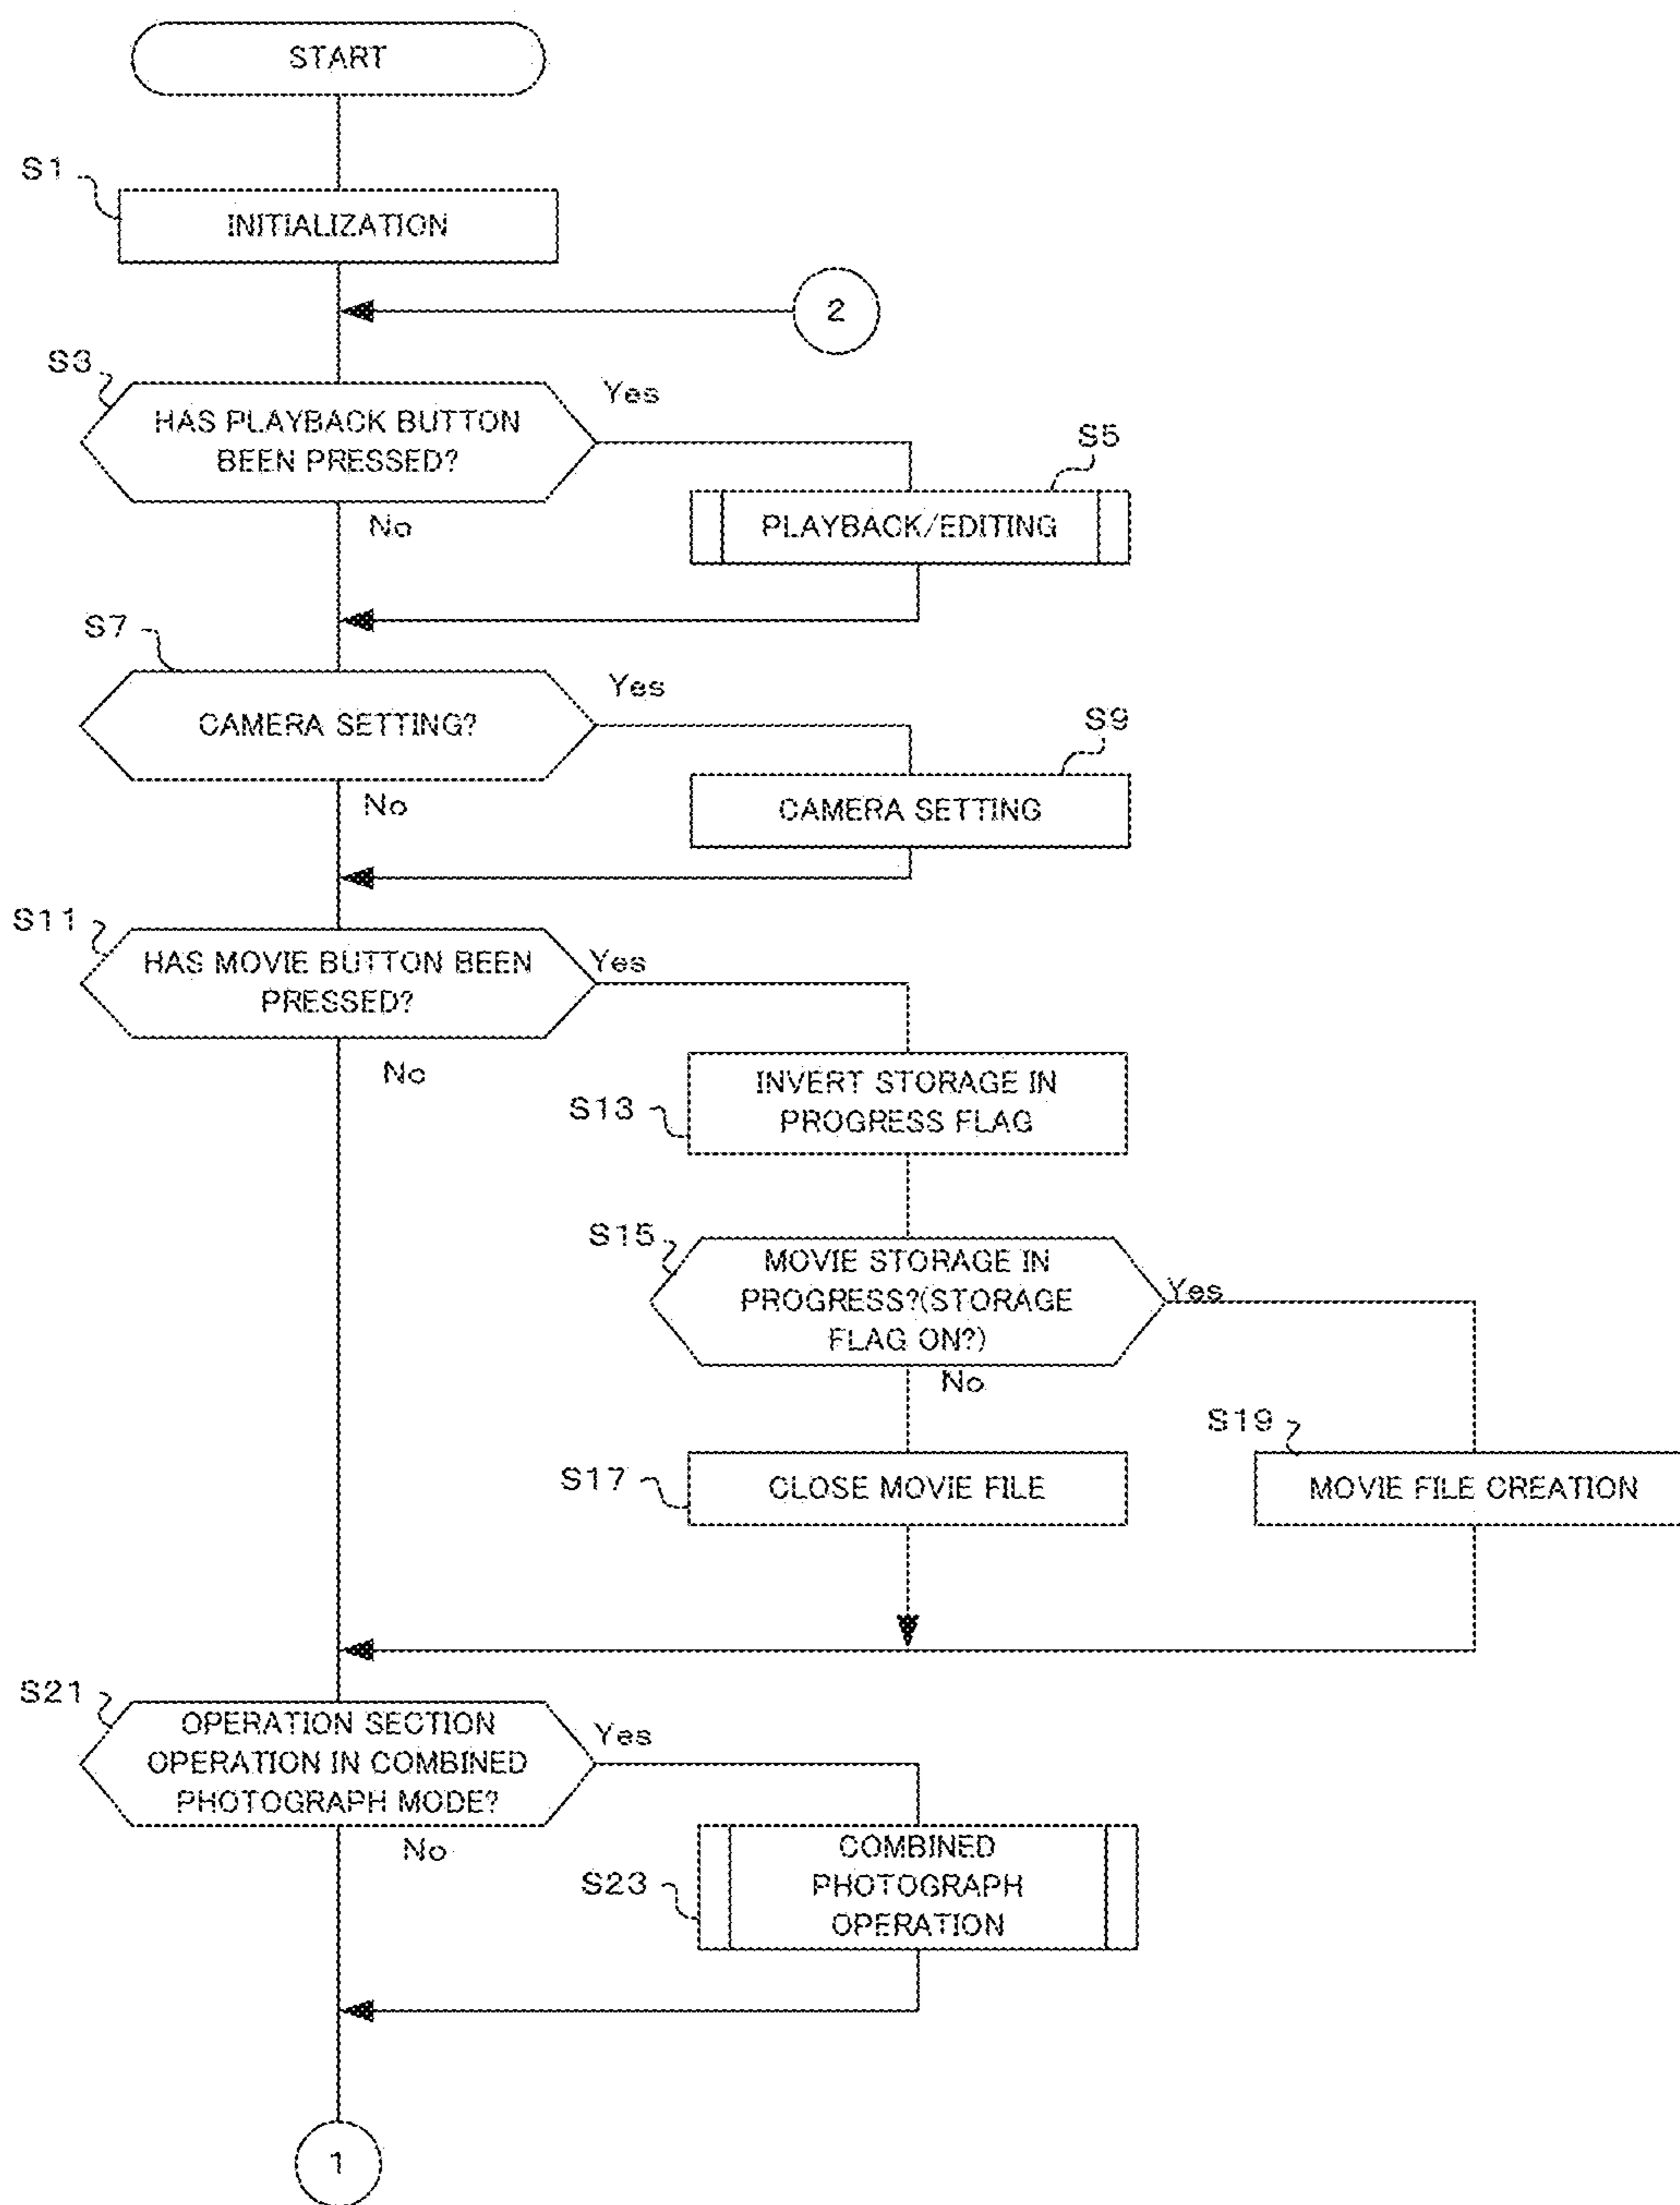 START
S1
INITIALIZATION
2
S3
HAS PLAYBACK BUTTON
BEEN PRESSED?
Yes
No
S5
PLAYBACK/EDITING
S7
CAMERA SETTING?
Yes
No
S9
CAMERA SETTING
S11
HAS MOVIE BUTTON BEEN
PRESSED?
Yes
No
S13
INVERT STORAGE IN
PROGRESS FLAG
S15
MOVIE STORAGE IN
PROGRESS?(STORAGE
FLAG ON?)
Yes
No
S17
CLOSE MOVIE FILE
S19
MOVIE FILE CREATION
S21
OPERATION SECTION
OPERATION IN COMBINED
PHOTOGRAPH MODE?
Yes
No
S23
COMBINED
PHOTOGRAPH
OPERATION
1